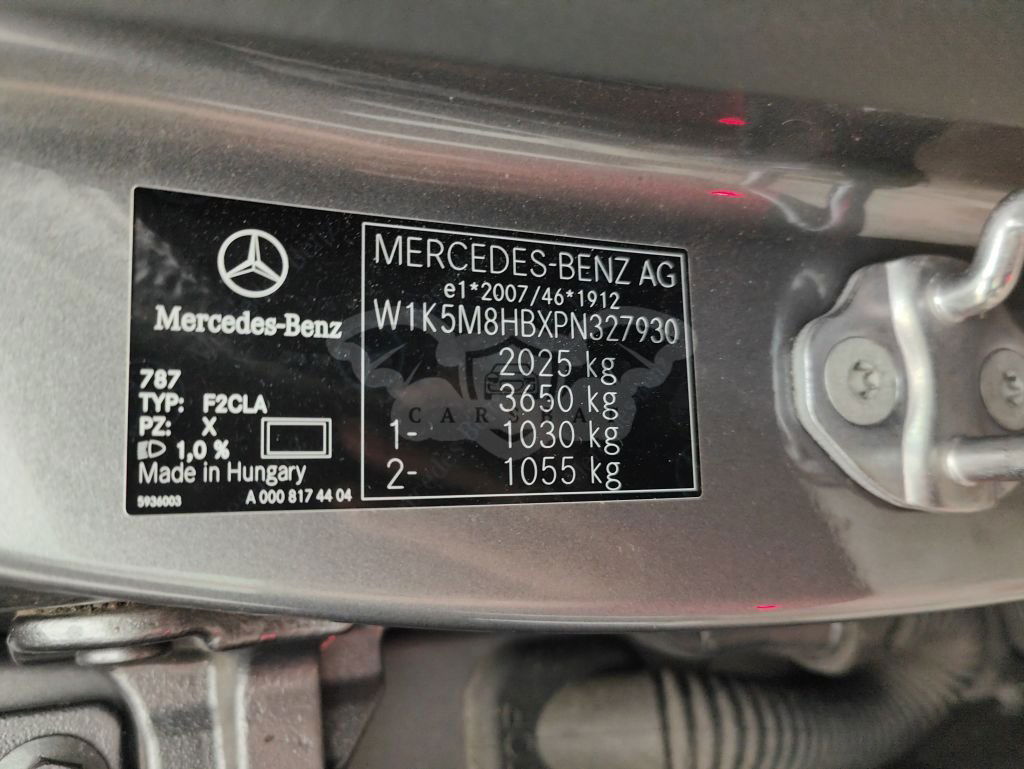 Mercedes-Benz
787
TYP: F2CLA
PZ: X
1,0 %
Made in Hungary
5936003 A 000 817 44 04
MERCEDES-BENZ AG
e1*2007/46*1912
W1K5M8HBXPN327930
2025 kg
3650 kg
1- 1030 kg
2- 1055 kg
CARSBA